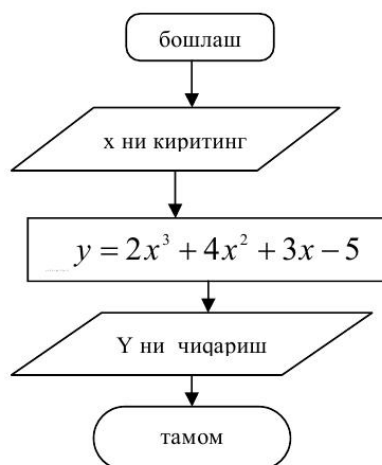 бошлаш
х ни киритинг
y = 2x³ + 4x² + 3x − 5
Y ни чиқариш
тамом